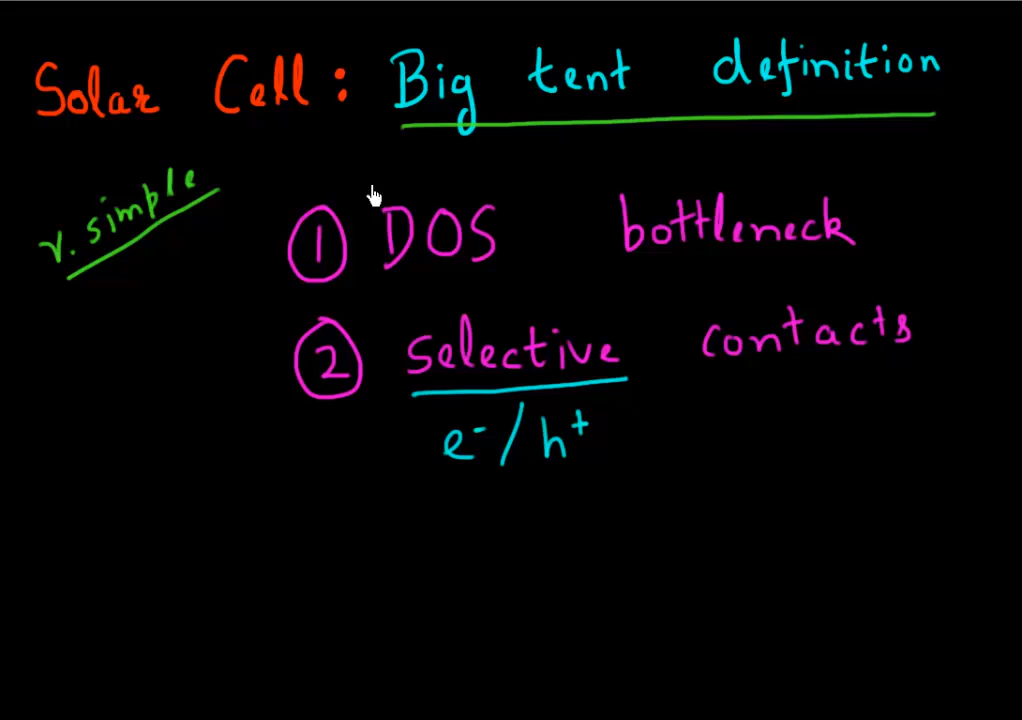 Solar Cell: Big tent definition
v. simple
1 DOS bottleneck
2 selective contacts
e-/h+